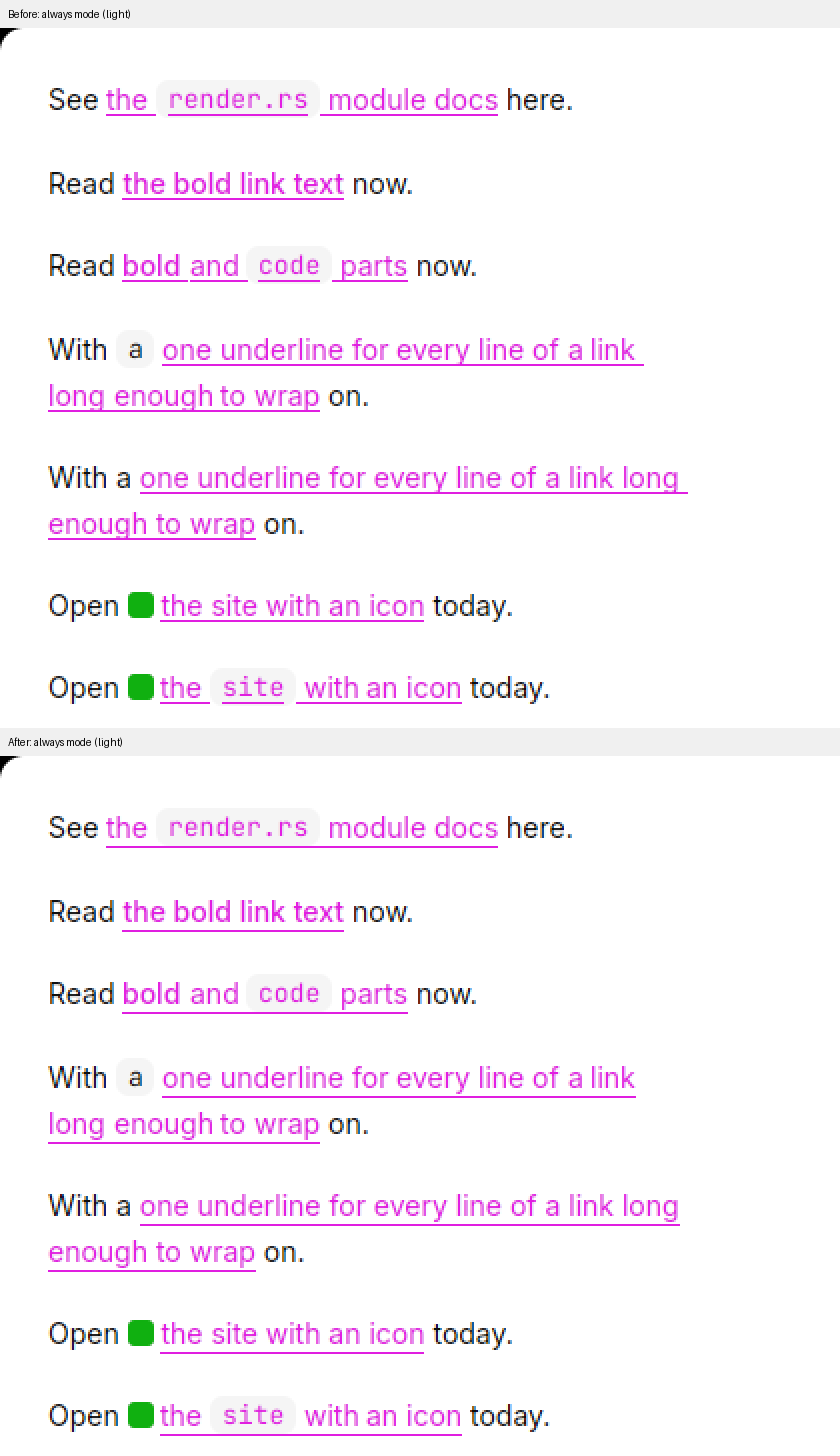 Before: always mode (light)
See the render.rs module docs here.
Read the bold link text now.
Read bold and code parts now.
With a one underline for every line of a link
long enough to wrap on.
With a one underline for every line of a link long
enough to wrap on.
Open the site with an icon today.
Open the site with an icon today.
After: always mode (light)
See the render.rs module docs here.
Read the bold link text now.
Read bold and code parts now.
With a one underline for every line of a link
long enough to wrap on.
With a one underline for every line of a link long
enough to wrap on.
Open the site with an icon today.
Open the site with an icon today.